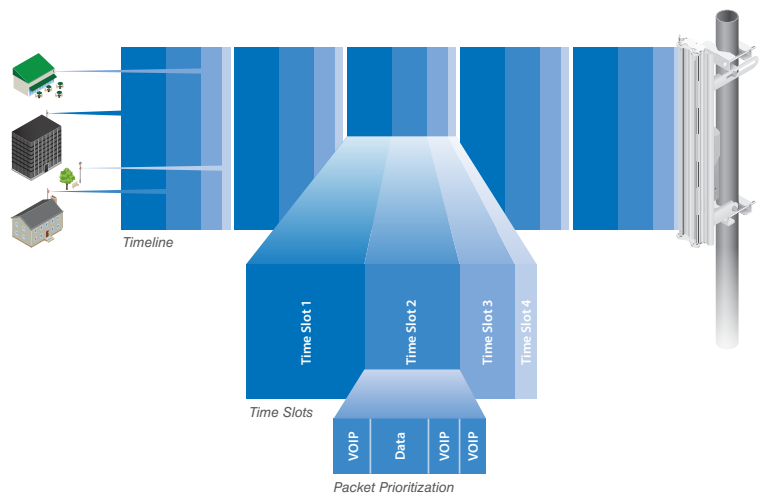 Timeline
Time Slot 1
Time Slot 2
Time Slot 3
Time Slot 4
Time Slots
VOIP
Data
VOIP
VOIP
Packet Prioritization